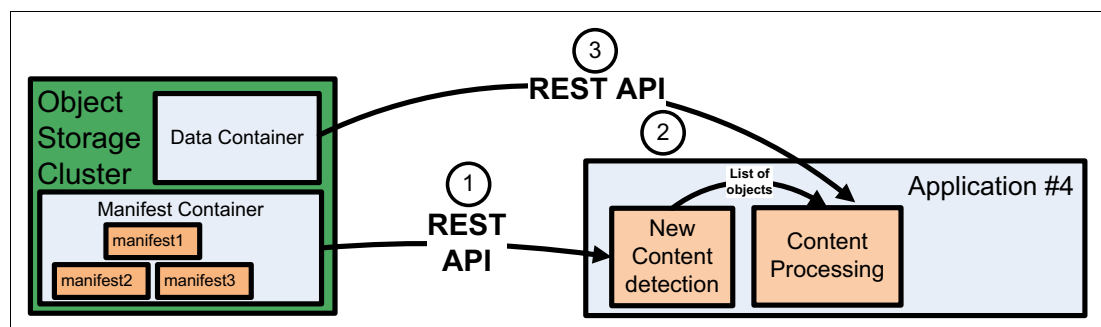 Object
Storage
Cluster
Data Container
Manifest Container
manifest1
manifest2
manifest3
1
REST
API
3
REST API
2
List of
objects
Application #4
New
Content
detection
Content
Processing